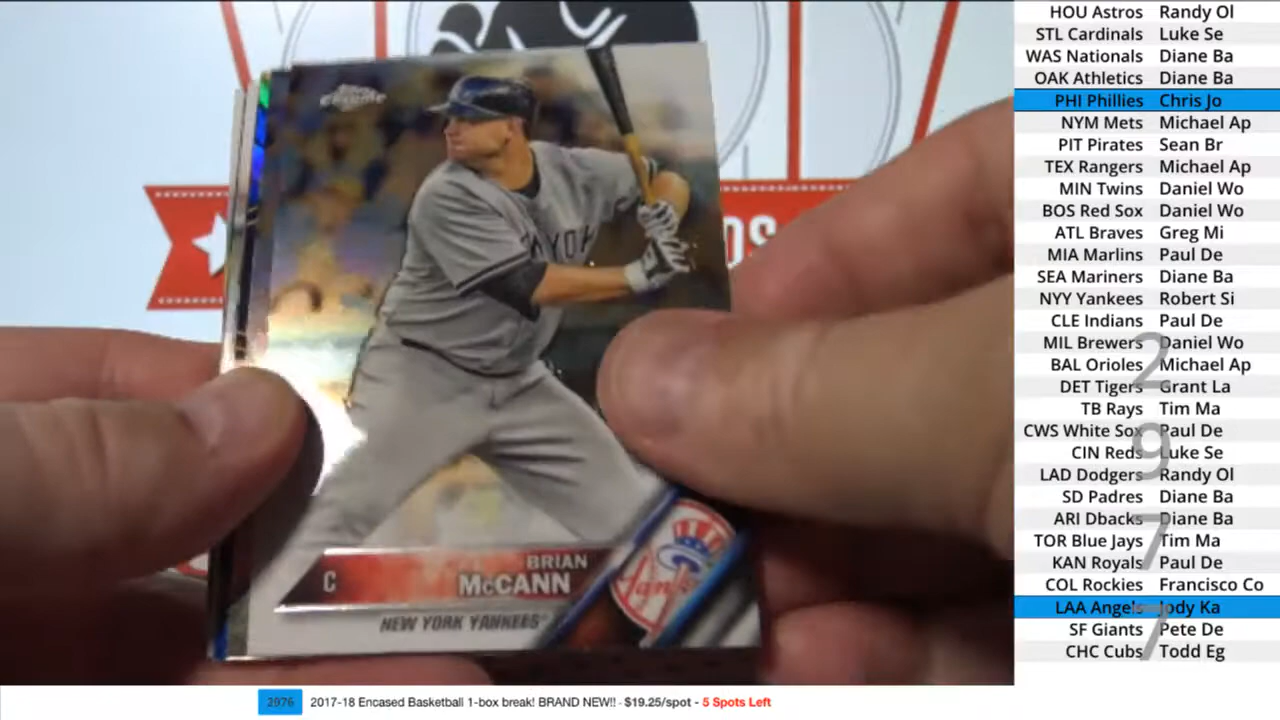 Topps Chrome
YORK
DS
BRIAN
C McCANN
NEW YORK YANKEES
Yankees
HOU Astros Randy Ol
STL Cardinals Luke Se
WAS Nationals Diane Ba
OAK Athletics Diane Ba
PHI Phillies Chris Jo
NYM Mets Michael Ap
PIT Pirates Sean Br
TEX Rangers Michael Ap
MIN Twins Daniel Wo
BOS Red Sox Daniel Wo
ATL Braves Greg Mi
MIA Marlins Paul De
SEA Mariners Diane Ba
NYY Yankees Robert Si
CLE Indians Paul De
MIL Brewers Daniel Wo
BAL Orioles Michael Ap
DET Tigers Grant La
TB Rays Tim Ma
CWS White Sox Paul De
CIN Reds Luke Se
LAD Dodgers Randy Ol
SD Padres Diane Ba
ARI Dbacks Diane Ba
TOR Blue Jays Tim Ma
KAN Royals Paul De
COL Rockies Francisco Co
LAA Angels Jody Ka
SF Giants Pete De
CHC Cubs Todd Eg
2977
2976 2017-18 Encased Basketball 1-box break! BRAND NEW!! - $19.25/spot - 5 Spots Left